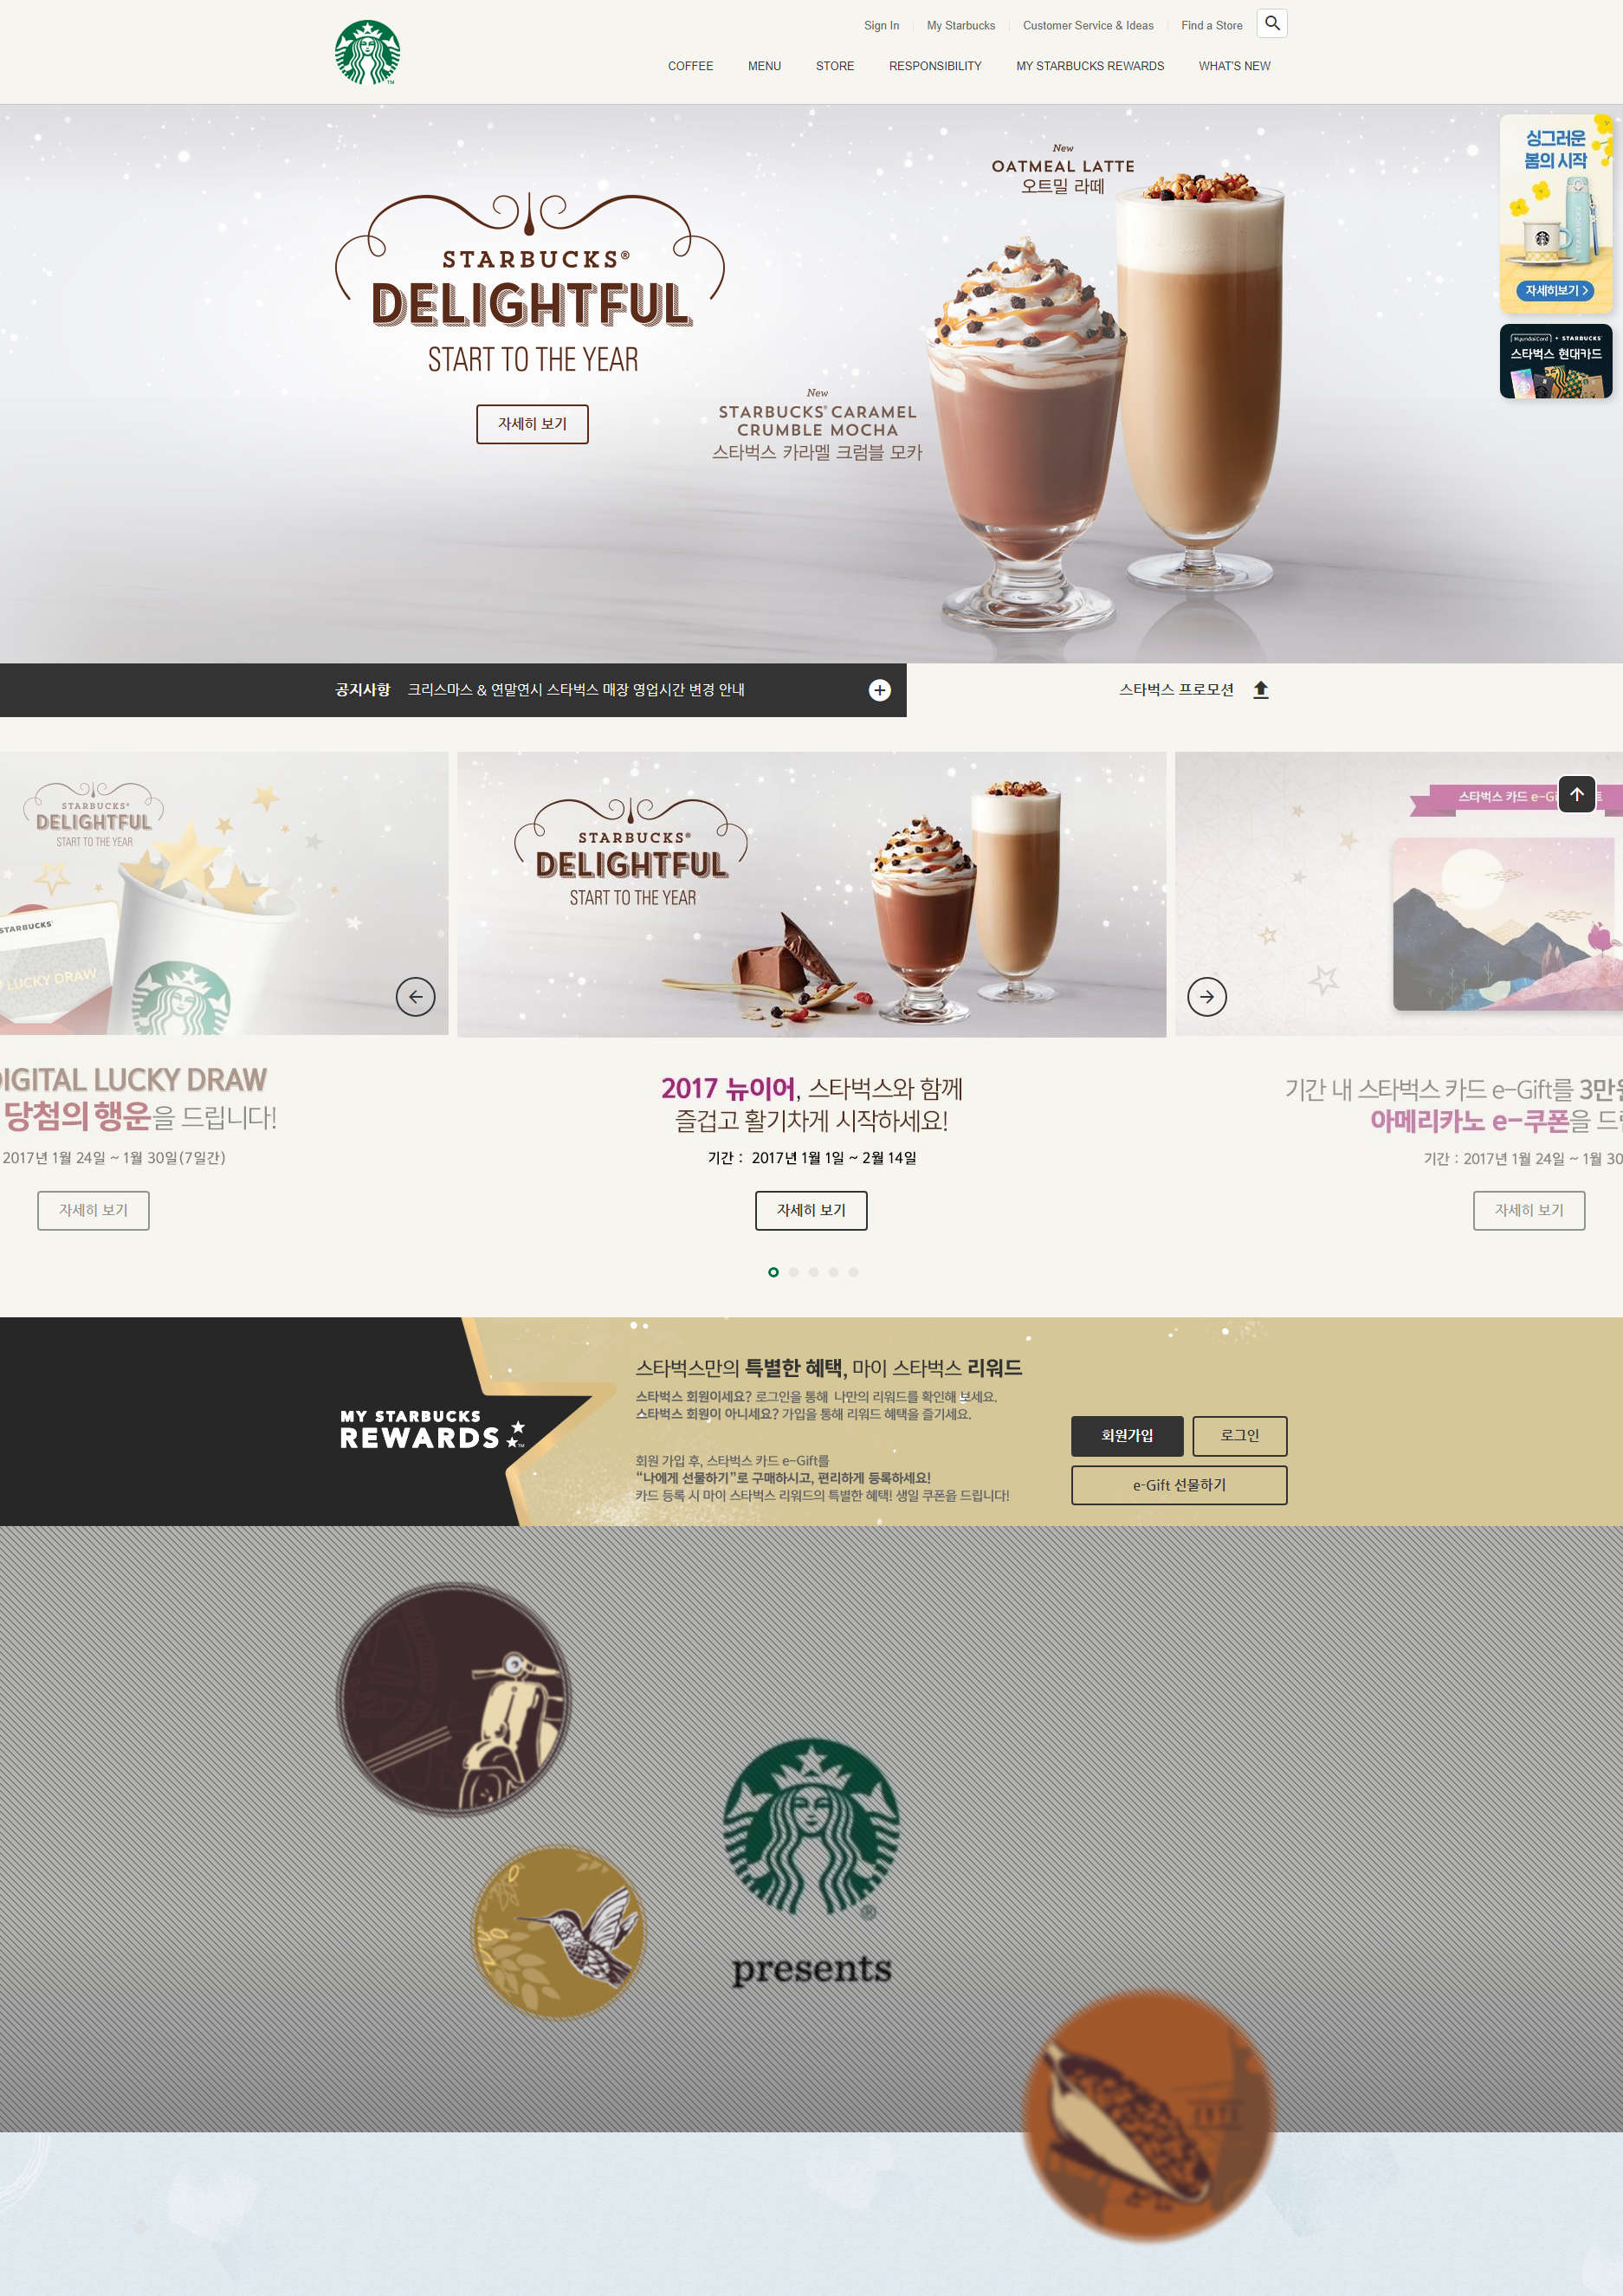 Sign In
My Starbucks
Customer Service & Ideas
Find a Store
COFFEE
MENU
STORE
RESPONSIBILITY
MY STARBUCKS REWARDS
WHAT'S NEW
STARBUCKS®
DELIGHTFUL
START TO THE YEAR
자세히 보기
New
OATMEAL LATTE
오트밀 라떼
New
STARBUCKS® CARAMEL
CRUMBLE MOCHA
스타벅스 카라멜 크럼블 모카
싱그러운
봄의 시작
STARBUCKS
자세히보기 >
HyundaiCard + STARBUCKS
스타벅스 현대카드
공지사항 크리스마스 & 연말연시 스타벅스 매장 영업시간 변경 안내
스타벅스 프로모션
STARBUCKS®
DELIGHTFUL
START TO THE YEAR
STARBUCKS
LUCKY DRAW
DIGITAL LUCKY DRAW
당첨의 행운을 드립니다!
2017년 1월 24일 ~ 1월 30일(7일간)
자세히 보기
STARBUCKS®
DELIGHTFUL
START TO THE YEAR
2017 뉴이어, 스타벅스와 함께
즐겁고 활기차게 시작하세요!
기간 : 2017년 1월 1일 ~ 2월 14일
자세히 보기
스타벅스 카드
기간 내 스타벅스 카드 e-Gift를 3만
아메리카노 e-쿠폰을
기간 : 2017년 1월 24일 ~ 1월 30
자세히 보기
MY STARBUCKS
REWARDS
스타벅스만의 특별한 혜택, 마이 스타벅스 리워드
스타벅스 회원이세요? 로그인을 통해 나만의 리워드를 확인해 보세요.
스타벅스 회원이 아니세요? 가입을 통해 리워드 혜택을 즐기세요.
회원 가입 후, 스타벅스 카드 e-Gift를
“나에게 선물하기”로 구매하시고, 편리하게 등록하세요!
카드 등록 시 마이 스타벅스 리워드의 특별한 혜택! 생일 쿠폰을 드립니다!
회원가입
로그인
e-Gift 선물하기
presents